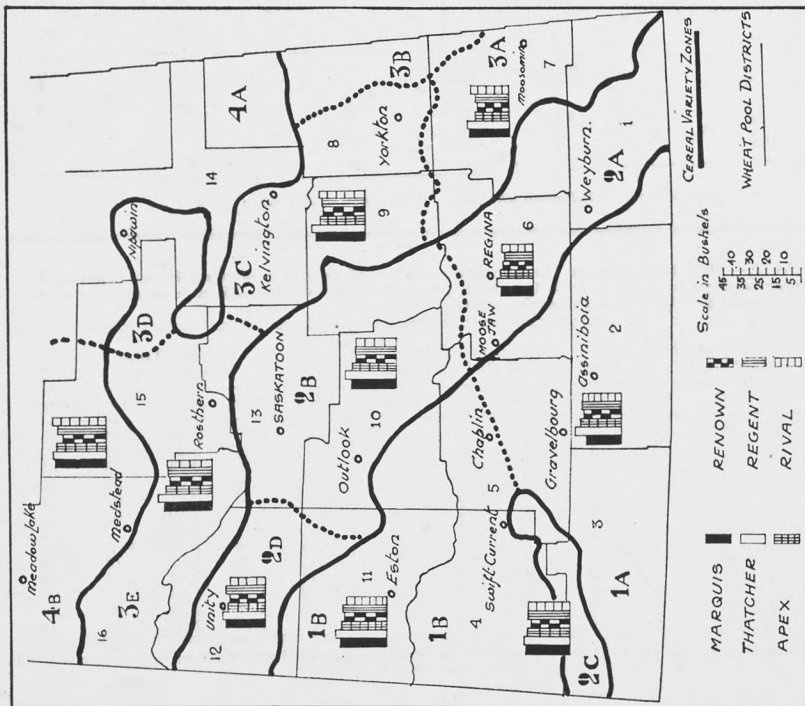 Meadow Lake
4B
16
Medstead
3E
15
3D
Nipawin
14
4A
Unity
12
2D
Rosthern
13
SASKATOON
2B
3C
Kelvington
8
3B
Yorkton
9
1B
11
Eston
Outlook
10
3A
Moosomin
7
1B
4
Swift Current
5
Chaplin
MOOSE JAW
REGINA
6
Gravelbourg
2C
3
1A
Assiniboia
2
Weyburn.
2A
1
MARQUIS
THATCHER
APEX
RENOWN
REGENT
RIVAL
Scale in Bushels
45
40
35
30
25
20
15
10
5
CEREAL VARIETY ZONES
WHEAT POOL DISTRICTS